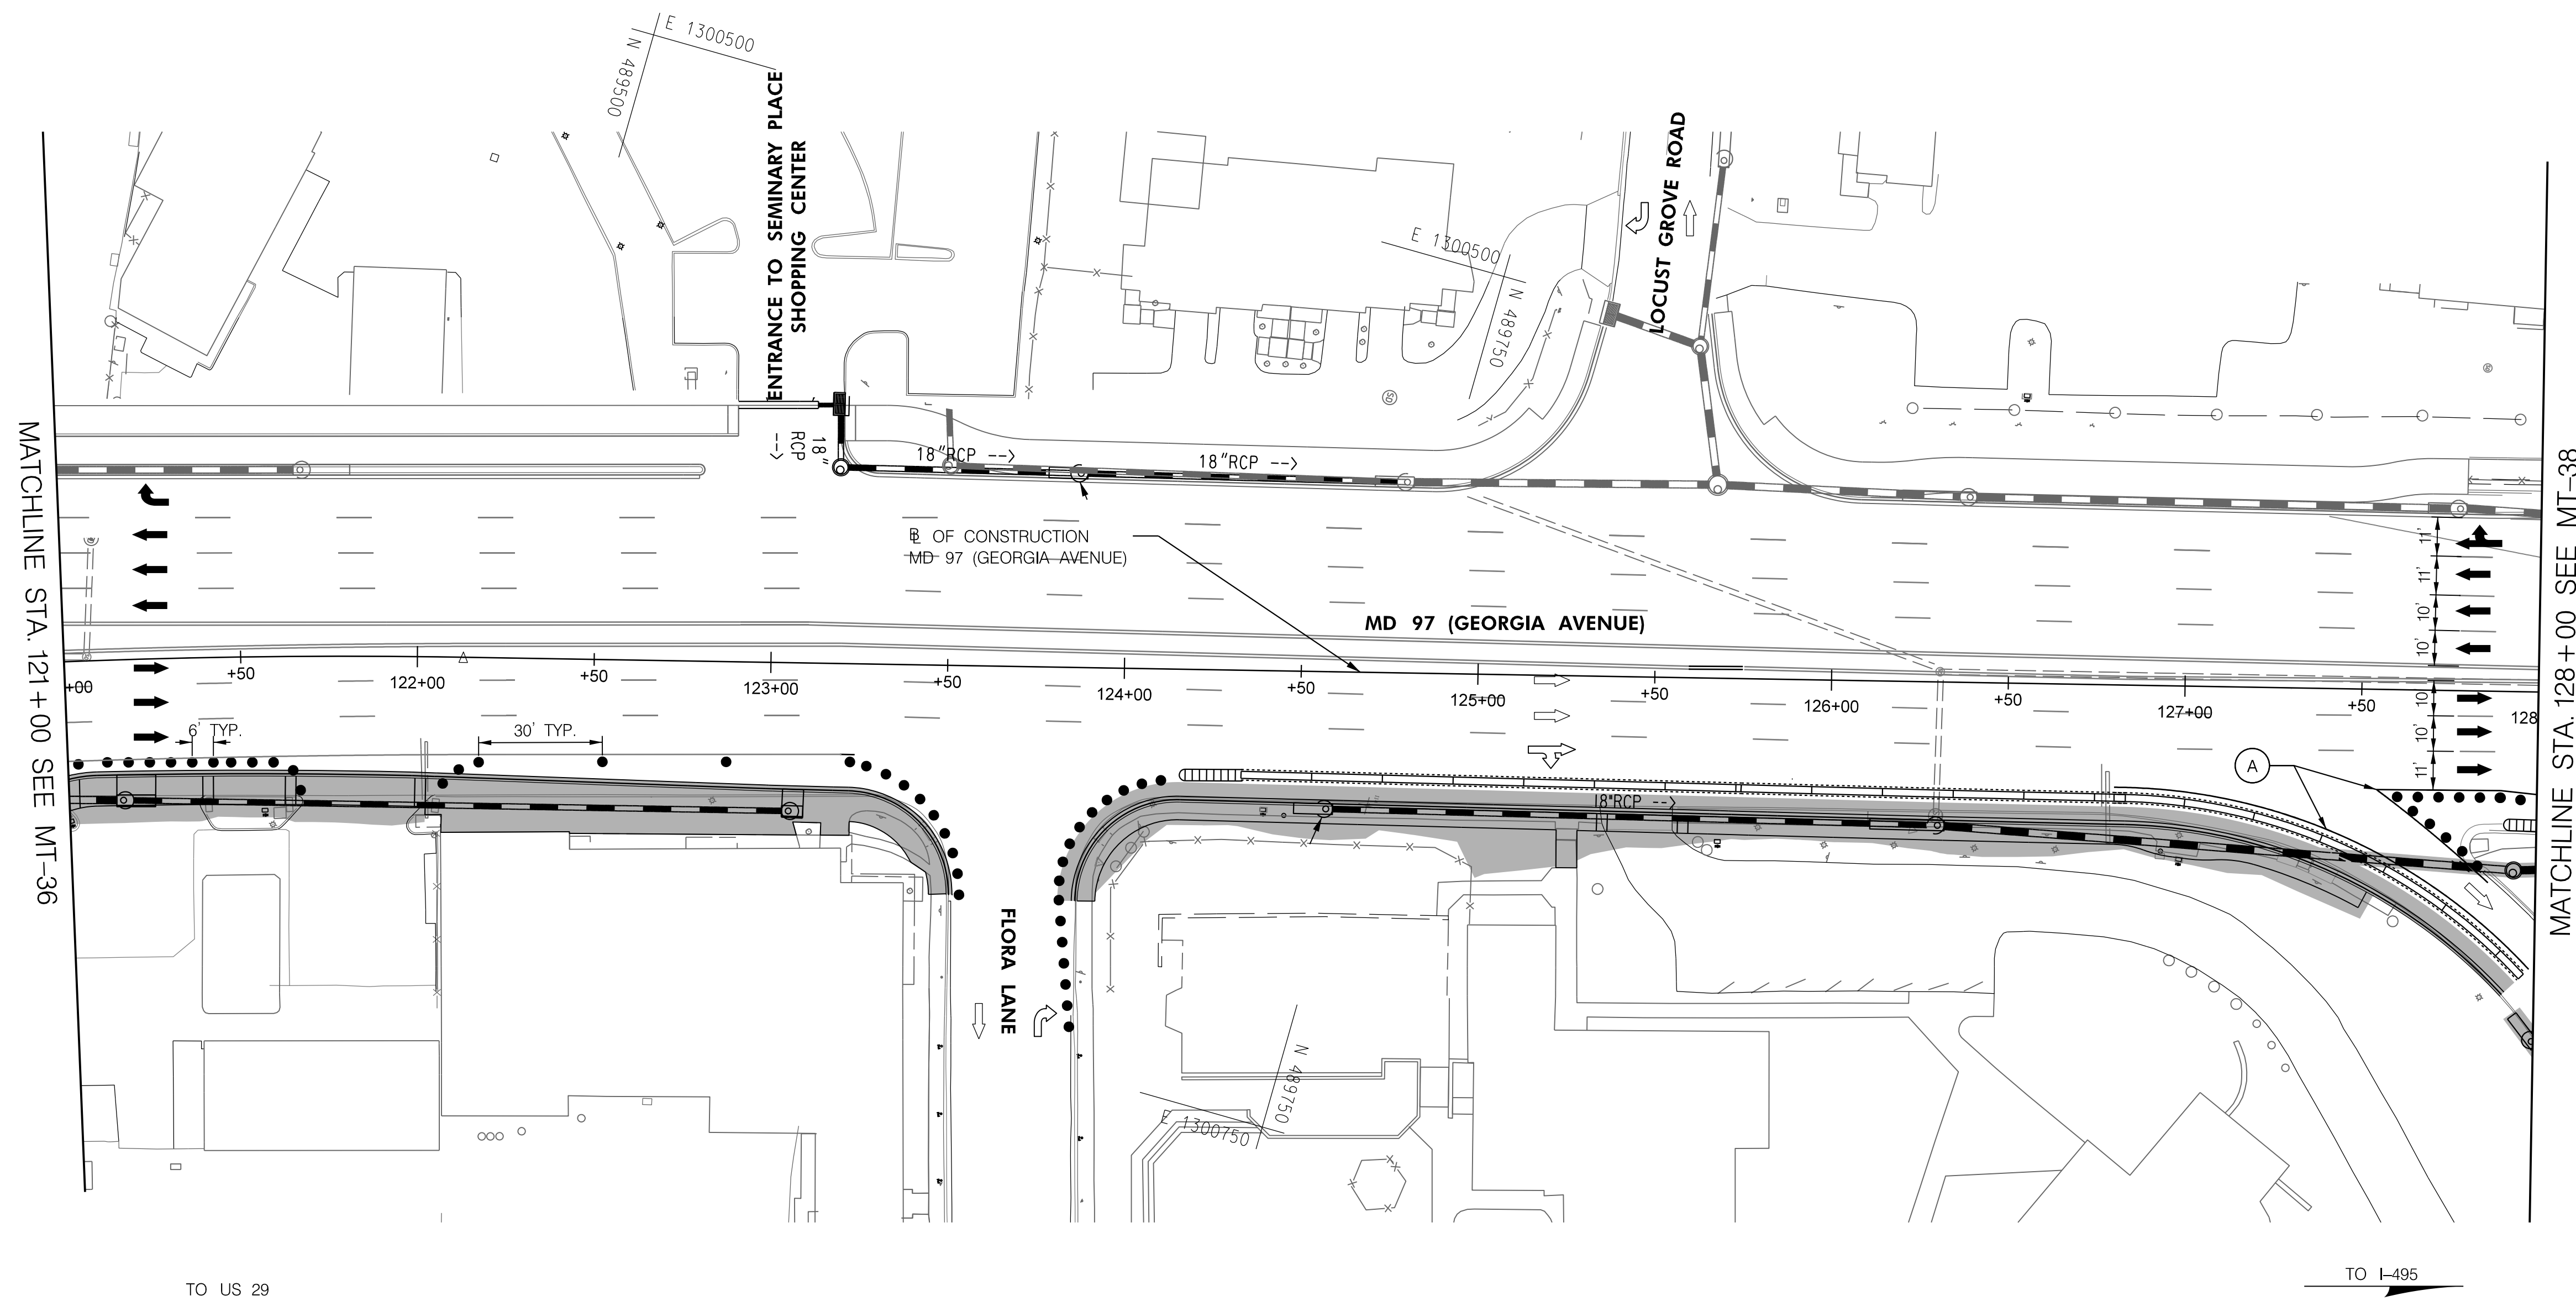 E 1300500
N 489500
ENTRANCE TO SEMINARY PLACE
SHOPPING CENTER
LOCUST GROVE ROAD
E 1300500
N 489750
SD
18"
RCP
-->
18"RCP -->
18"RCP -->
MATCHLINE STA. 121+00 SEE MT-36
MATCHLINE STA. 128+00 SEE MT-38
BL OF CONSTRUCTION
MD 97 (GEORGIA AVENUE)
MD 97 (GEORGIA AVENUE)
11'
11'
10'
10'
10'
10'
11'
+00
+50
122+00
+50
123+00
+50
124+00
+50
125+00
+50
126+00
+50
127+00
+50
128
6' TYP.
30' TYP.
A
18"RCP -->
FLORA LANE
N 489750
E 1300750
TO US 29
TO I-495